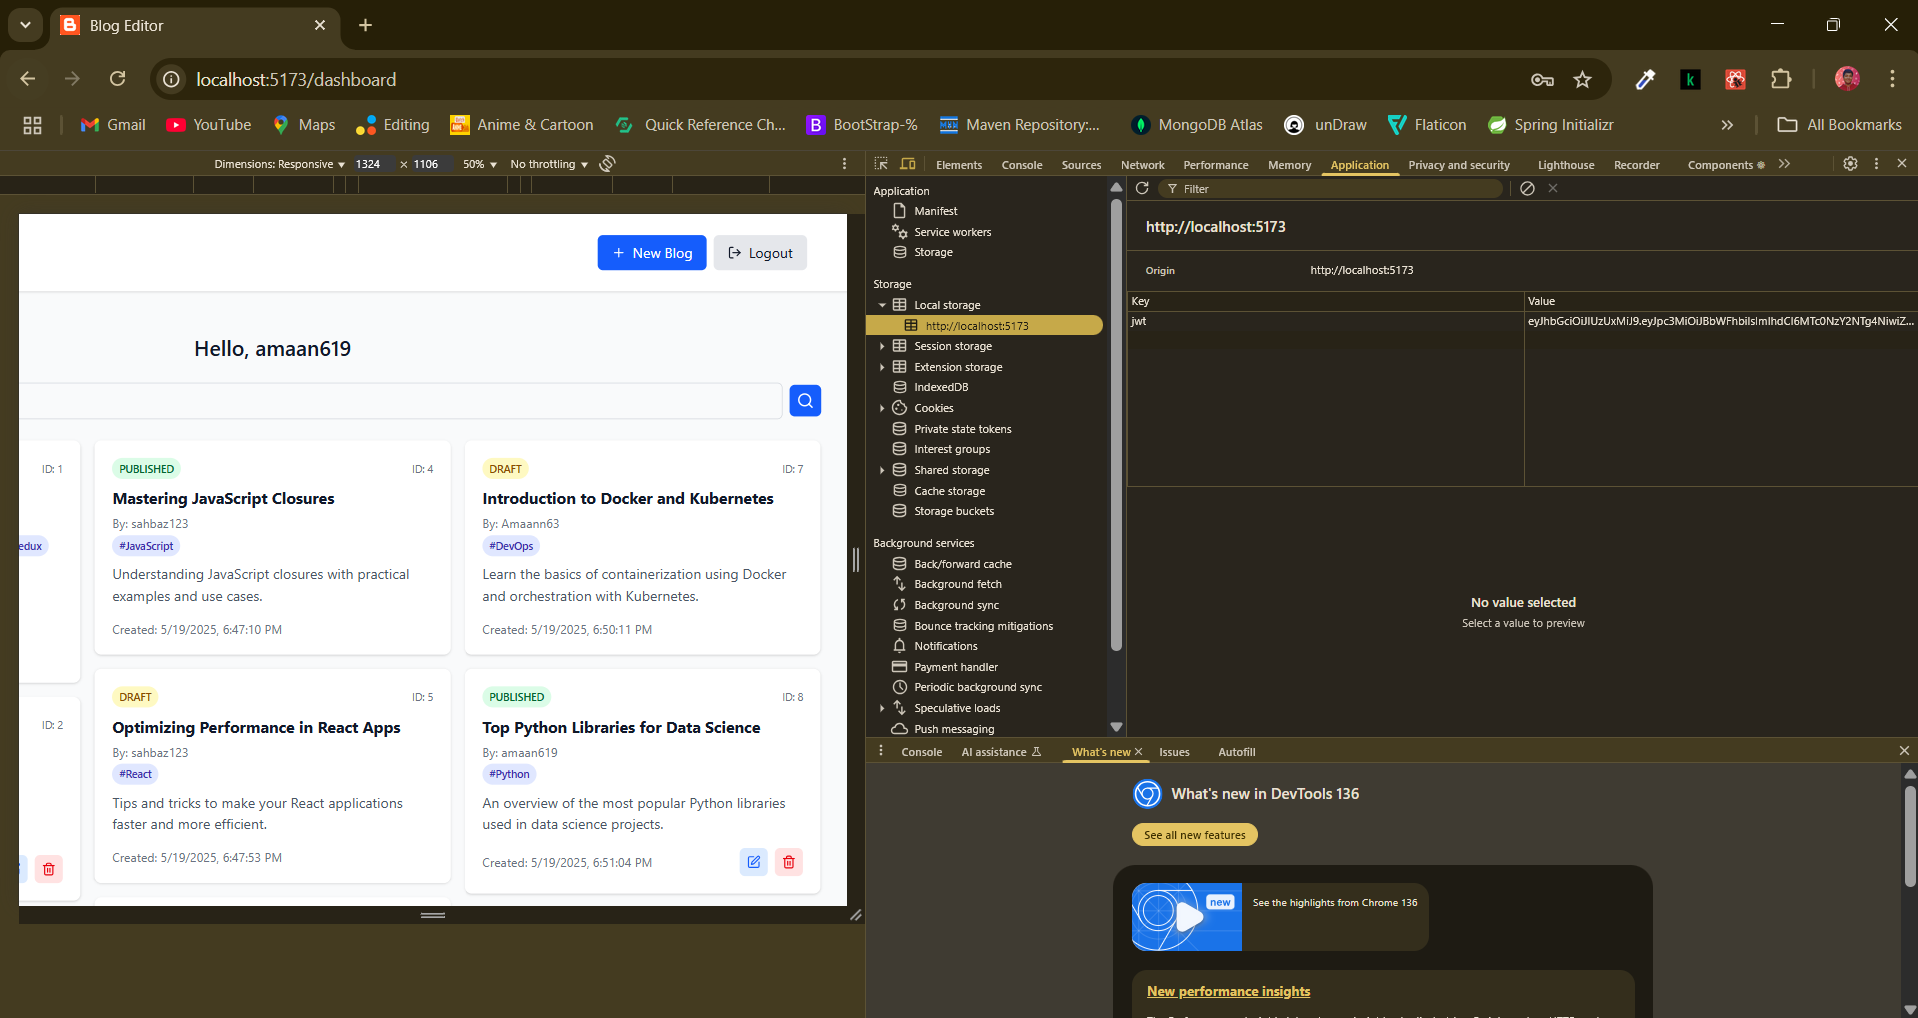 Blog Editor
localhost:5173/dashboard
Gmail YouTube Maps Editing Anime & Cartoon Quick Reference Ch... BootStrap-% Maven Repository:... MongoDB Atlas unDraw Flaticon Spring Initializr All Bookmarks
Dimensions: Responsive 1324 × 1106 50% No throttling
New Blog Logout
Hello, amaan619
ID: 1
edux
ID: 2
PUBLISHED ID: 4
Mastering JavaScript Closures
By: sahbaz123
#JavaScript
Understanding JavaScript closures with practical
examples and use cases.
Created: 5/19/2025, 6:47:10 PM
DRAFT ID: 7
Introduction to Docker and Kubernetes
By: Amaann63
#DevOps
Learn the basics of containerization using Docker
and orchestration with Kubernetes.
Created: 5/19/2025, 6:50:11 PM
DRAFT ID: 5
Optimizing Performance in React Apps
By: sahbaz123
#React
Tips and tricks to make your React applications
faster and more efficient.
Created: 5/19/2025, 6:47:53 PM
PUBLISHED ID: 8
Top Python Libraries for Data Science
By: amaan619
#Python
An overview of the most popular Python libraries
used in data science projects.
Created: 5/19/2025, 6:51:04 PM
Elements Console Sources Network Performance Memory Application Privacy and security Lighthouse Recorder Components
Application
Manifest
Service workers
Storage
Storage
Local storage
http://localhost:5173
Session storage
Extension storage
IndexedDB
Cookies
Private state tokens
Interest groups
Shared storage
Cache storage
Storage buckets
Background services
Back/forward cache
Background fetch
Background sync
Bounce tracking mitigations
Notifications
Payment handler
Periodic background sync
Speculative loads
Push messaging
Filter
http://localhost:5173
Origin http://localhost:5173
Key Value
jwt
No value selected
Select a value to preview
Console AI assistance What's new Issues Autofill
What's new in DevTools 136
See all new features
new
See the highlights from Chrome 136
New performance insights